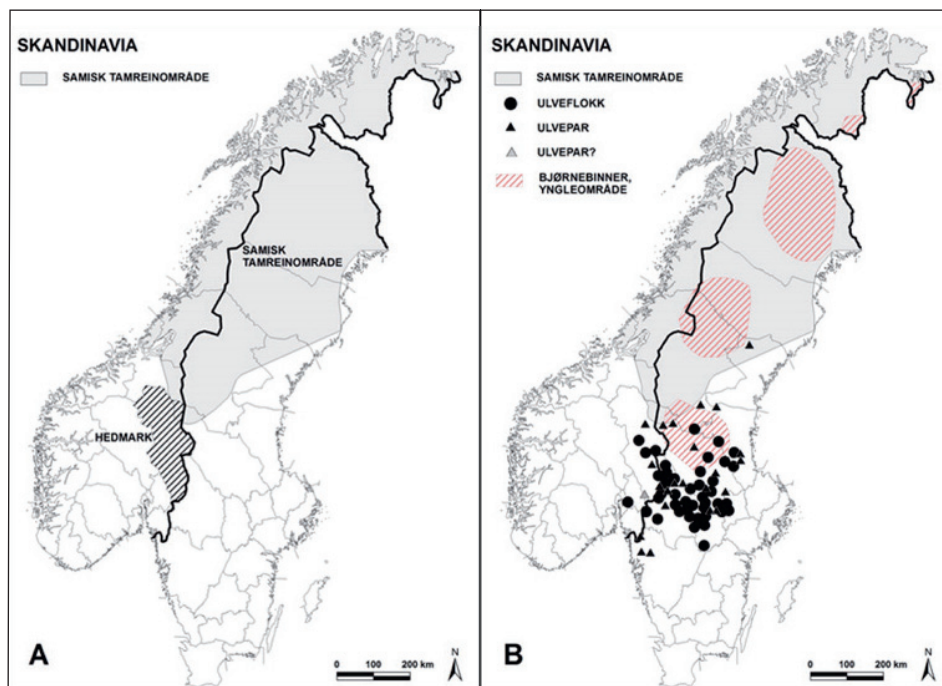 SKANDINAVIA
SAMISK TAMREINOMRÅDE
SAMISK
TAMREINOMRÅDE
HEDMARK
A
0 100 200 km
N
SKANDINAVIA
SAMISK TAMREINOMRÅDE
ULVEFLOKK
ULVEPAR
ULVEPAR?
BJØRNEBINNER,
YNGLEOMRÅDE
B
0 100 200 km
N